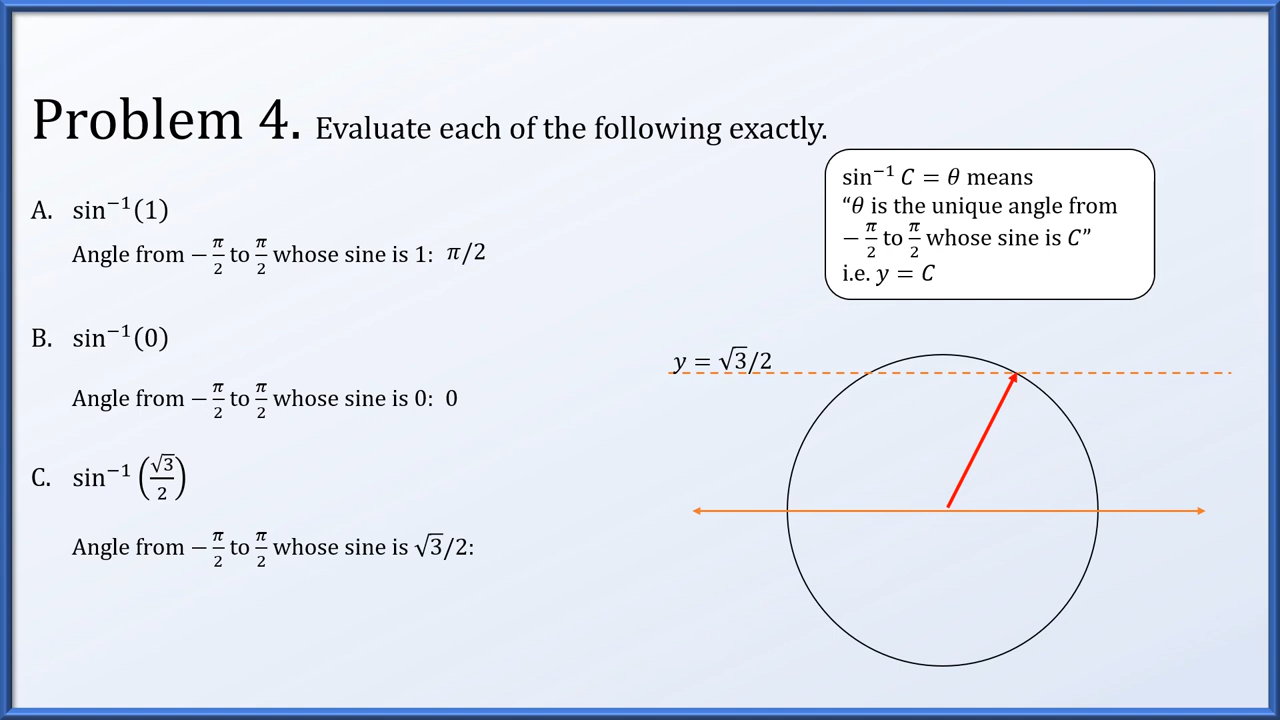 Problem 4. Evaluate each of the following exactly.
sin⁻¹ C = θ means
“θ is the unique angle from
−π/2 to π/2 whose sine is C”
i.e. y = C
A. sin⁻¹(1)
Angle from −π/2 to π/2 whose sine is 1: π/2
B. sin⁻¹(0)
Angle from −π/2 to π/2 whose sine is 0: 0
C. sin⁻¹(√3/2)
Angle from −π/2 to π/2 whose sine is √3/2:
y = √3/2